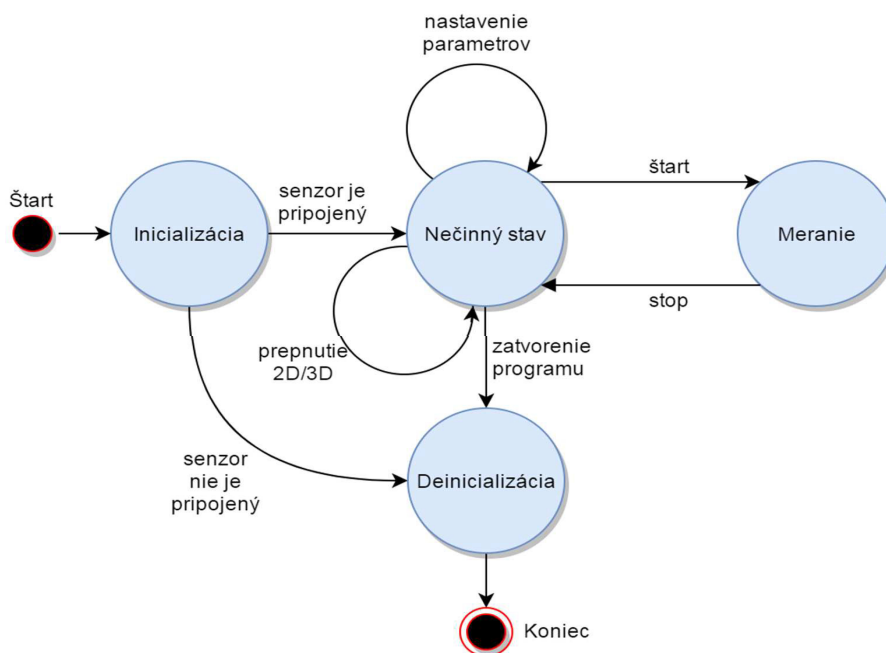 nastavenie
parametrov
štart
Štart
senzor je
pripojený
Inicializácia
Nečinný stav
Meranie
stop
prepnutie
2D/3D
zatvorenie
programu
senzor
nie je
pripojený
Deinicializácia
Koniec